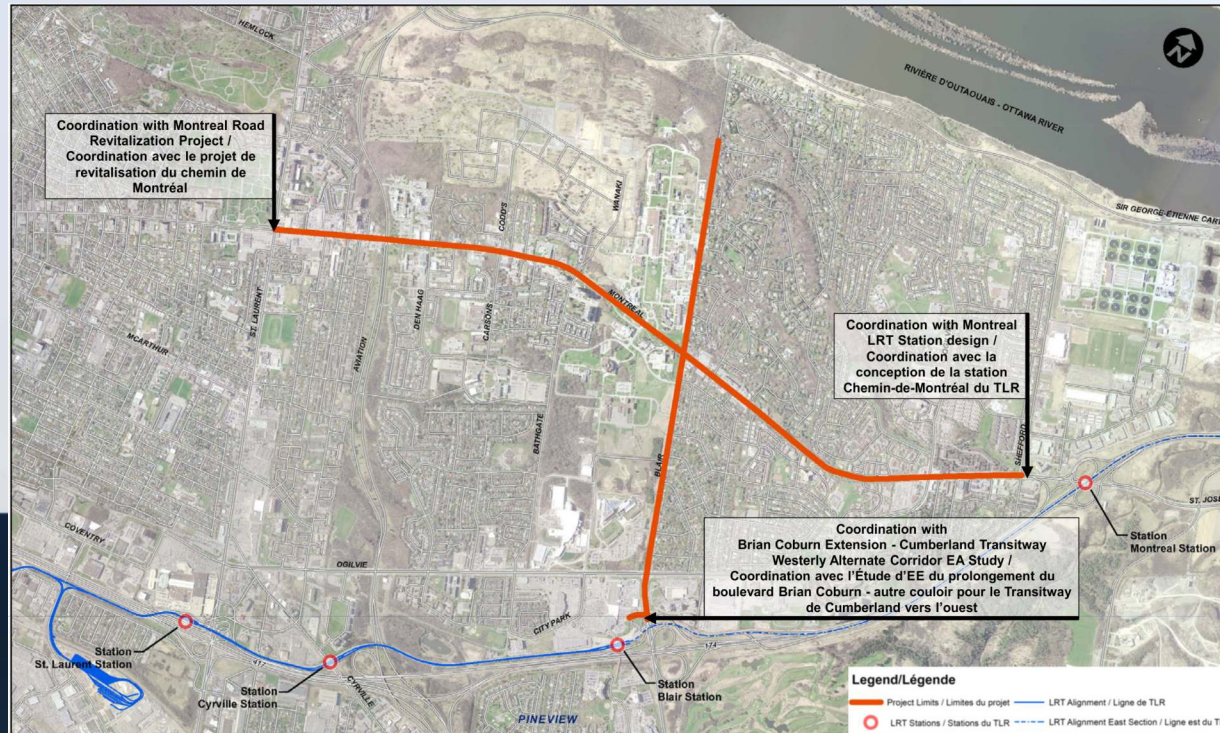 HEMLOCK
RIVIÈRE D'OUTAOUAIS - OTTAWA RIVER
Coordination with Montreal Road
Revitalization Project /
Coordination avec le projet de
revitalisation du chemin de
Montréal
CODD'S
WANAKI
SIR GEORGE-ÉTIENNE CART
ST. LAURENT
MCARTHUR
AVIATION
DEN HAAG
CARSONS
MONTREAL
BATHGATE
BLAIR
Coordination with Montreal
LRT Station design /
Coordination avec la
conception de la station
Chemin-de-Montréal du TLR
SHEFFORD
ST. JOSE
Station
Montreal Station
COVENTRY
OGILVIE
Coordination with
Brian Coburn Extension - Cumberland Transitway
Westerly Alternate Corridor EA Study /
Coordination avec l'Étude d'EE du prolongement du
boulevard Brian Coburn - autre couloir pour le Transitway
de Cumberland vers l'ouest
CITY PARK
174
417
Station
St. Laurent Station
Station
Cyrville Station
CYRVILLE
Station
Blair Station
PINEVIEW
Legend/Légende
Project Limits / Limites du projet
LRT Alignment / Ligne de TLR
LRT Stations / Stations du TLR
LRT Alignment East Section / Ligne est du T